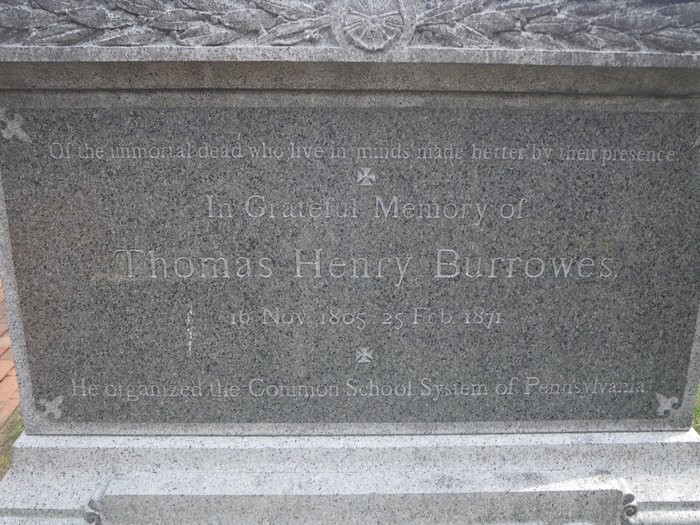 Of the immortal dead who live in minds made better by their presence
In Grateful Memory of
Thomas Henry Burrowes.
16 Nov. 1805 25 Feb. 1871
He organized the Common School System of Pennsylvania